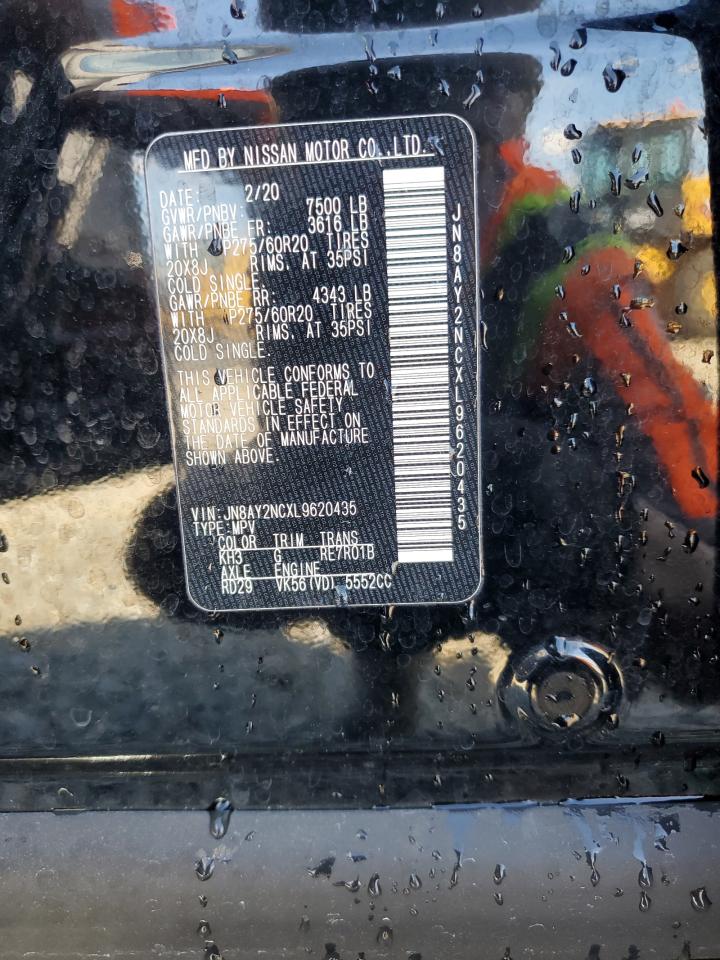 MFD BY NISSAN MOTOR CO.,LTD.
DATE: 2/20
GVWR/PNBV: 7500 LB
GAWR/PNBE FR: 3616 LB
WITH P275/60R20 TIRES
20X8J RIMS. AT 35PSI
COLD SINGLE.
GAWR/PNBE RR: 4343 LB
WITH P275/60R20 TIRES
20X8J RIMS. AT 35PSI
COLD SINGLE.
THIS VEHICLE CONFORMS TO
ALL APPLICABLE FEDERAL
MOTOR VEHICLE SAFETY
STANDARDS IN EFFECT ON
THE DATE OF MANUFACTURE
SHOWN ABOVE.
VIN:JN8AY2NCXL9620435
TYPE:MPV
COLOR TRIM TRANS
KH3 G RE7R01B
AXLE ENGINE
RD29 VK56(VD) 5552CC
JN8AY2NCXL9620435